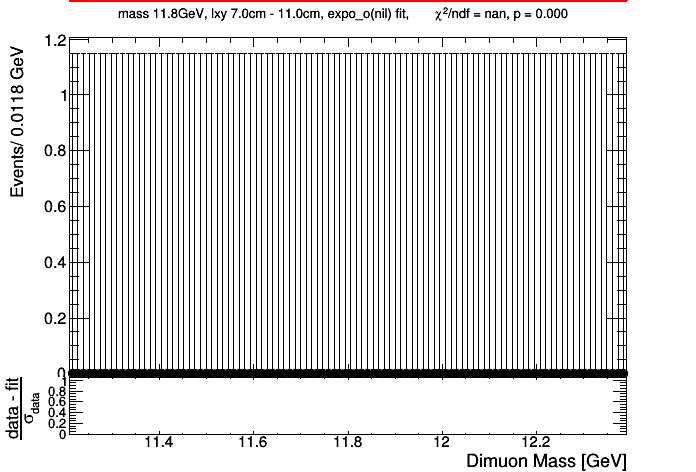 mass 11.8GeV, lxy 7.0cm - 11.0cm, expo_o(nil) fit, χ²/ndf = nan, p = 0.000
Events/ 0.0118 GeV
1.2
1
0.8
0.6
0.4
0.2
0
data - fit
σdata
1
0.8
0.6
0.4
0.2
0
11.4 11.6 11.8 12 12.2
Dimuon Mass [GeV]